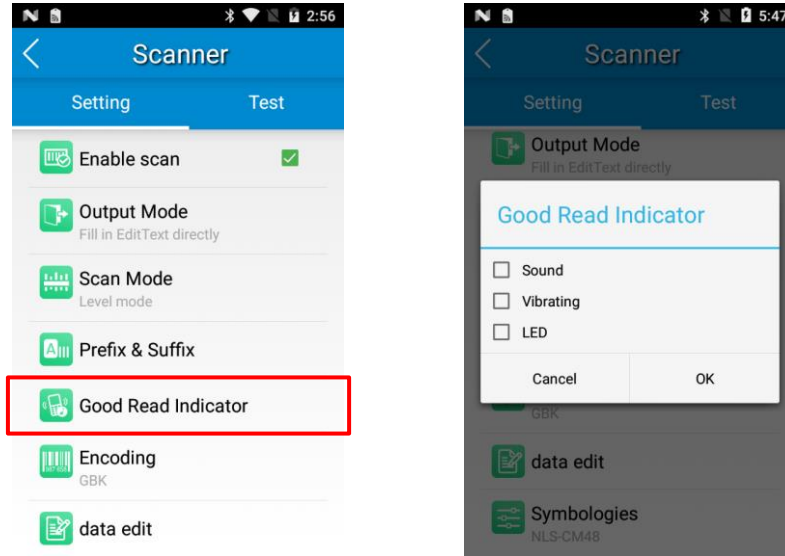 2:56
Scanner
Setting Test
Enable scan
Output Mode
Fill in EditText directly
Scan Mode
Level mode
Prefix & Suffix
Good Read Indicator
Encoding
GBK
data edit
5:47
Scanner
Setting Test
Output Mode
Fill in EditText directly
Good Read Indicator
Sound
Vibrating
LED
Cancel OK
GBK
data edit
Symbologies
NLS-CM48